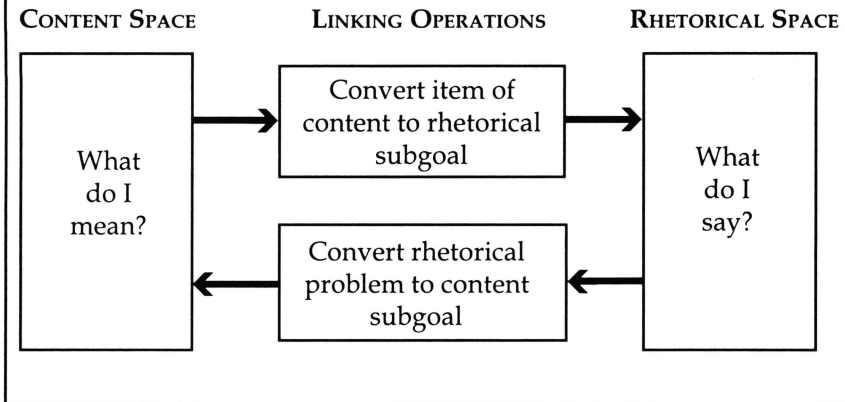 CONTENT SPACE
LINKING OPERATIONS
RHETORICAL SPACE
What
do I
mean?
Convert item of
content to rhetorical
subgoal
Convert rhetorical
problem to content
subgoal
What
do I
say?